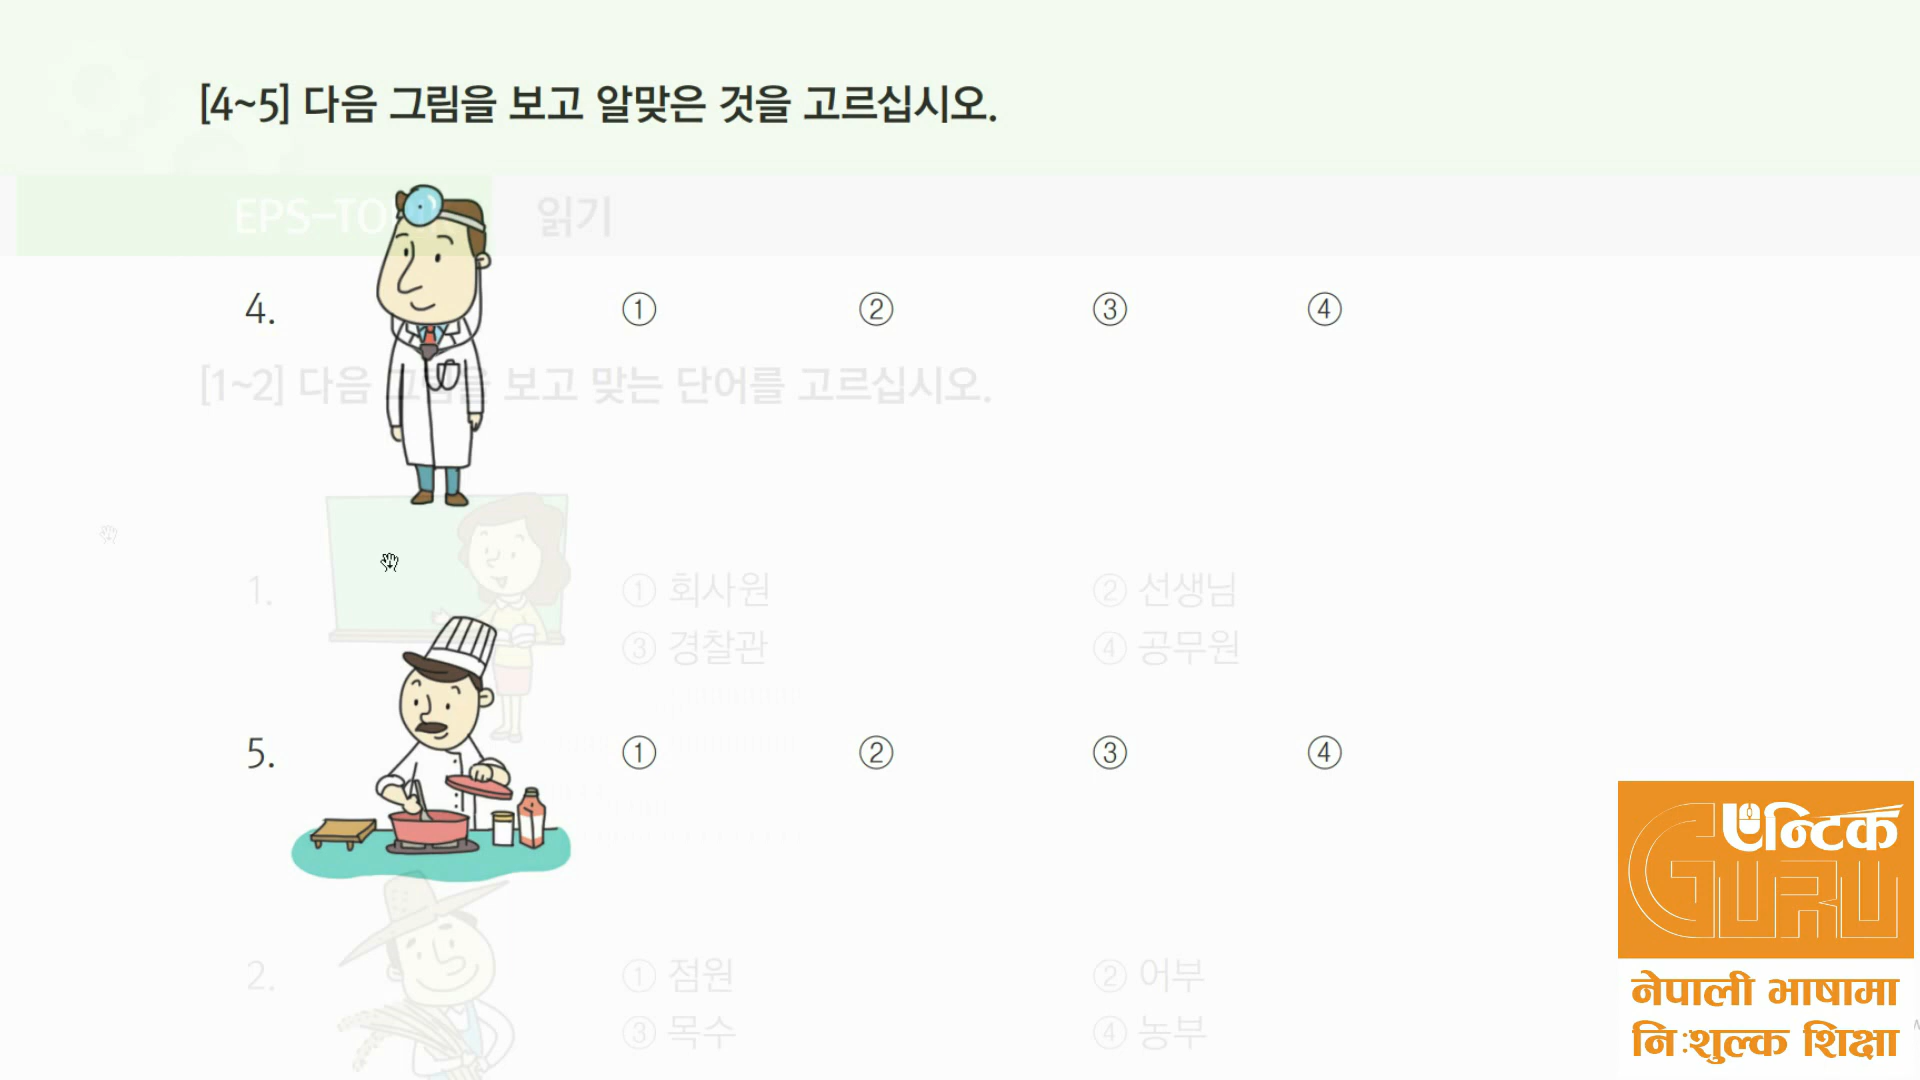 [4~5] 다음 그림을 보고 알맞은 것을 고르십시오.
EPS-TO 읽기
4. ① ② ③ ④
[1~2] 다음 그림을 보고 맞는 단어를 고르십시오.
1. ① 회사원 ② 선생님
③ 경찰관 ④ 공무원
5. ① ② ③ ④
एन्टिक
GURU
2. ① 점원 ② 어부
③ 목수 ④ 농부
नेपाली भाषामा
नि:शुल्क शिक्षा